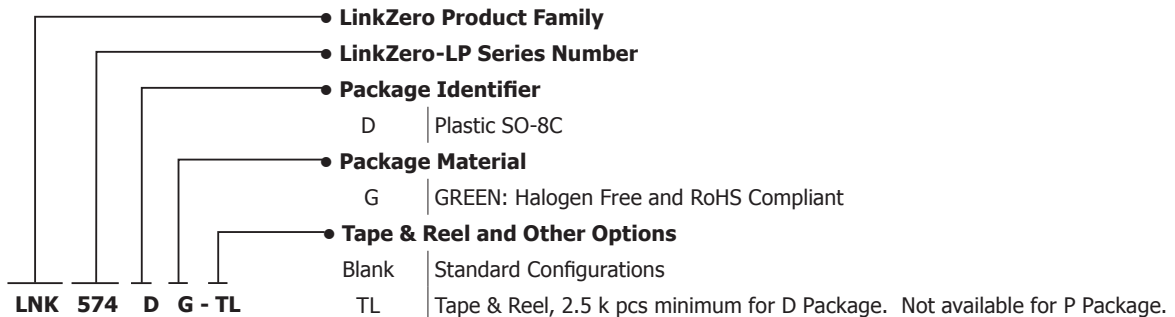 LinkZero Product Family
LinkZero-LP Series Number
Package Identifier
D Plastic SO-8C
Package Material
G GREEN: Halogen Free and RoHS Compliant
Tape & Reel and Other Options
Blank Standard Configurations
TL Tape & Reel, 2.5 k pcs minimum for D Package. Not available for P Package.
LNK 574 D G - TL